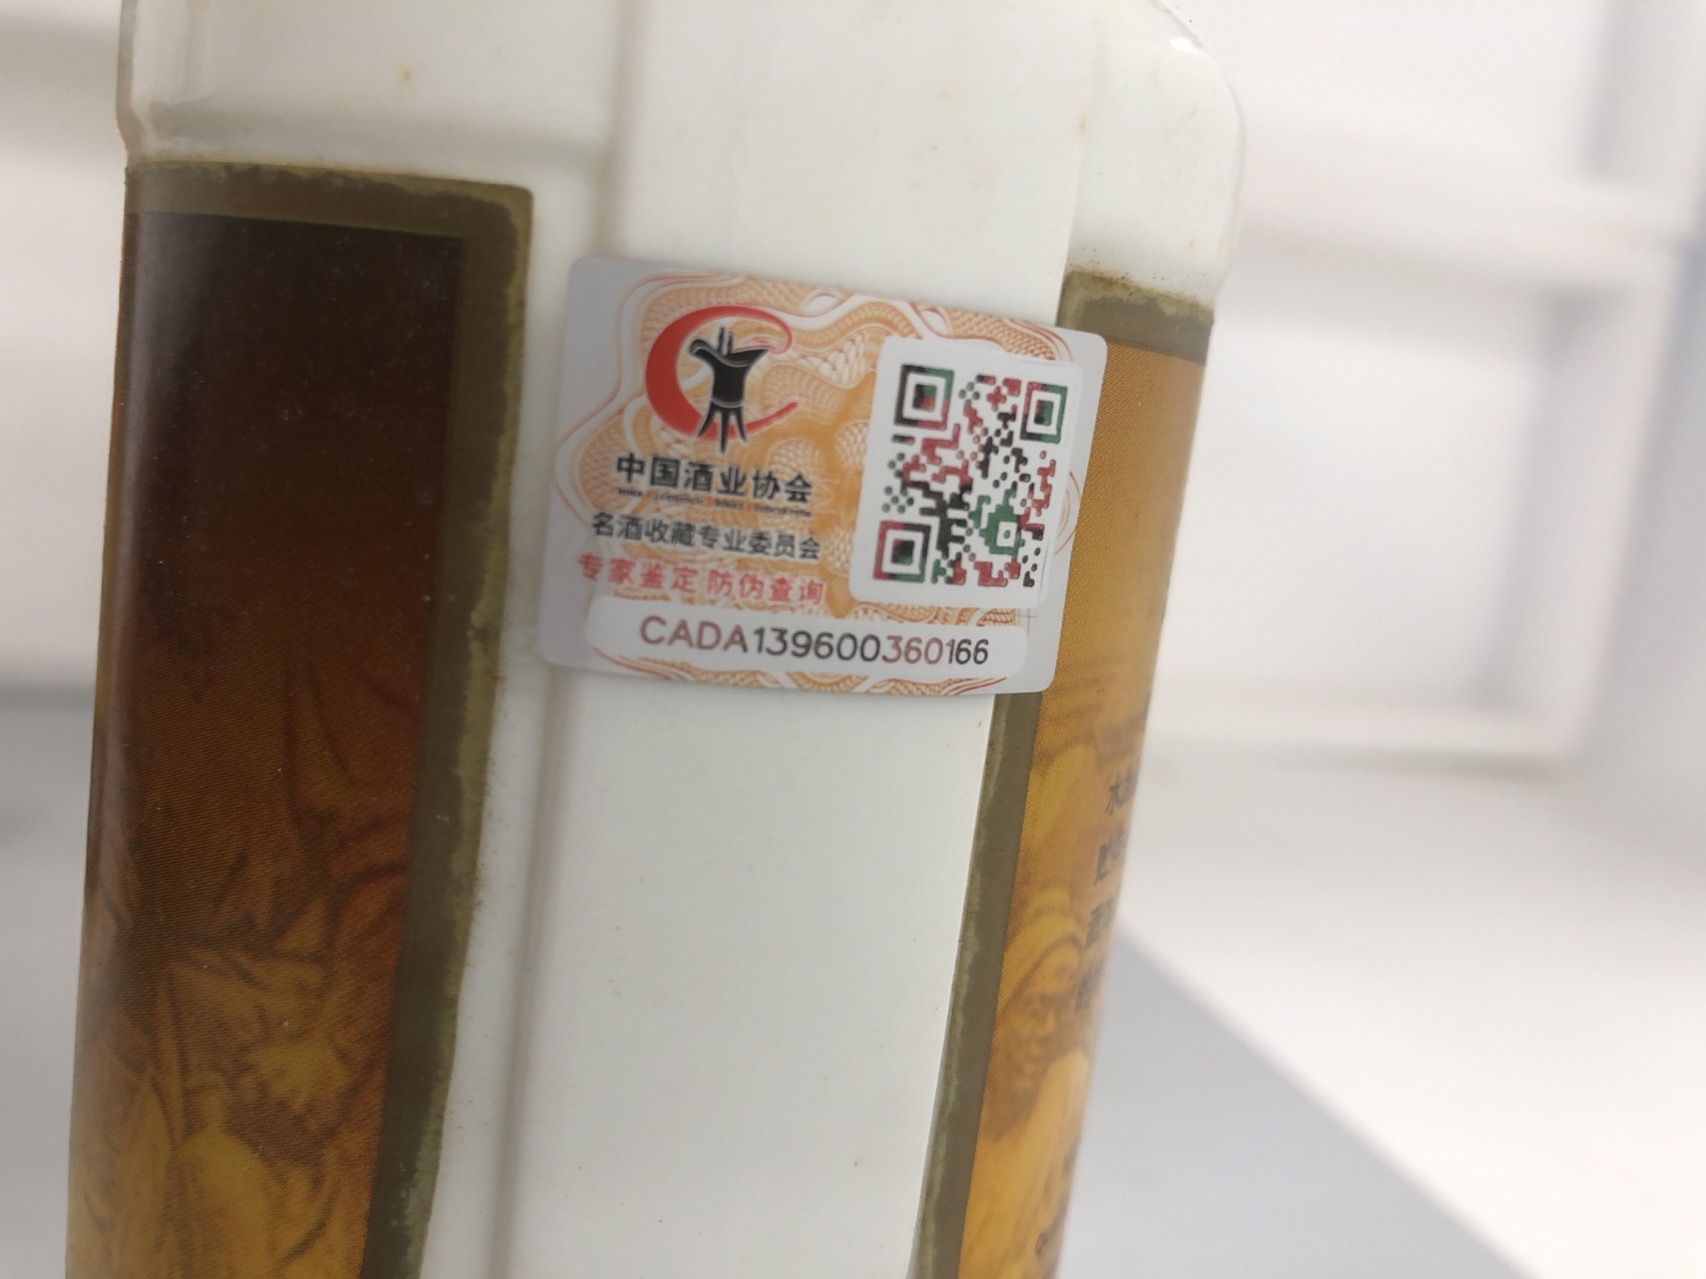 中国酒业协会
名酒收藏专业委员会
专家鉴定 防伪查询
CADA139600360166